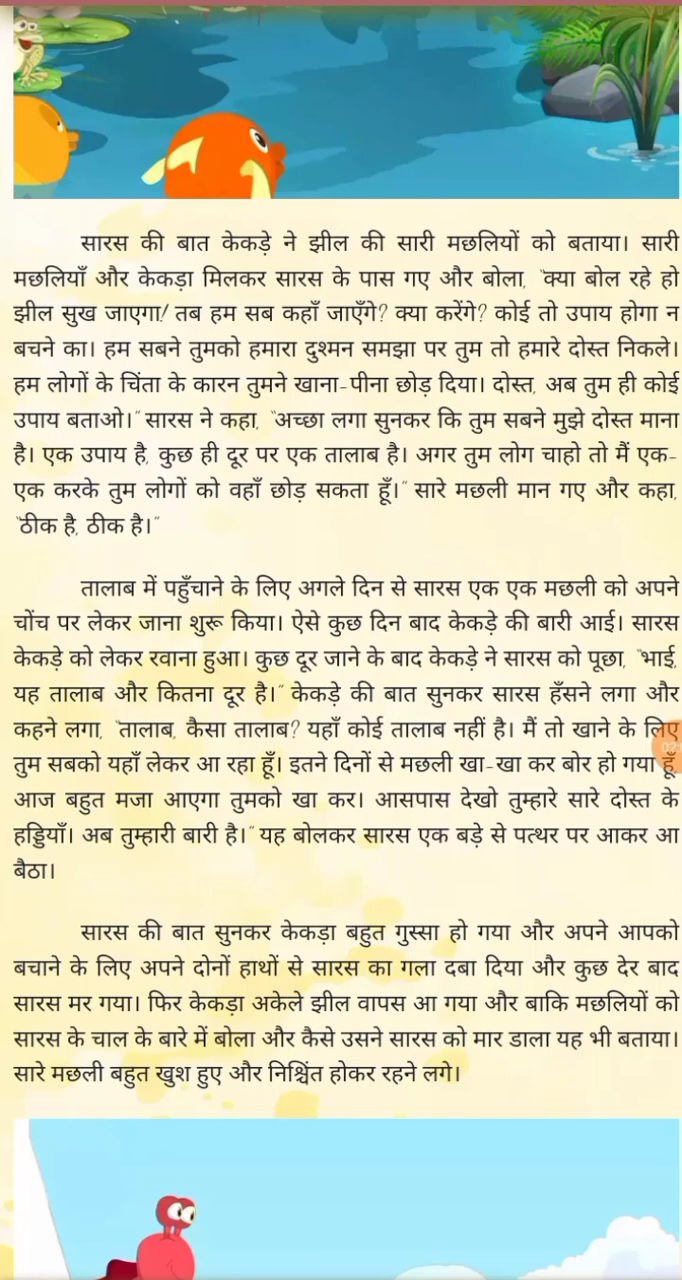 सारस की बात केकड़े ने झील की सारी मछलियों को बताया। सारी
मछलियाँ और केकड़ा मिलकर सारस के पास गए और बोला, “क्या बोल रहे हो
झील सुख जाएगा! तब हम सब कहाँ जाएँगे? क्या करेंगे? कोई तो उपाय होगा न
बचने का। हम सबने तुमको हमारा दुश्मन समझा पर तुम तो हमारे दोस्त निकले।
हम लोगों के चिंता के कारन तुमने खाना-पीना छोड़ दिया। दोस्त, अब तुम ही कोई
उपाय बताओ।” सारस ने कहा, “अच्छा लगा सुनकर कि तुम सबने मुझे दोस्त माना
है। एक उपाय है, कुछ ही दूर पर एक तालाब है। अगर तुम लोग चाहो तो मैं एक-
एक करके तुम लोगों को वहाँ छोड़ सकता हूँ।” सारे मछली मान गए और कहा,
“ठीक है, ठीक है।”
तालाब में पहुँचाने के लिए अगले दिन से सारस एक एक मछली को अपने
चोंच पर लेकर जाना शुरू किया। ऐसे कुछ दिन बाद केकड़े की बारी आई। सारस
केकड़े को लेकर रवाना हुआ। कुछ दूर जाने के बाद केकड़े ने सारस को पूछा, “भाई,
यह तालाब और कितना दूर है।” केकड़े की बात सुनकर सारस हँसने लगा और
कहने लगा, “तालाब, कैसा तालाब? यहाँ कोई तालाब नहीं है। मैं तो खाने के लिए
तुम सबको यहाँ लेकर आ रहा हूँ। इतने दिनों से मछली खा-खा कर बोर हो गया हूँ,
आज बहुत मजा आएगा तुमको खा कर। आसपास देखो तुम्हारे सारे दोस्त के
हड्डियाँ। अब तुम्हारी बारी है।” यह बोलकर सारस एक बड़े से पत्थर पर आकर आ
बैठा।
सारस की बात सुनकर केकड़ा बहुत गुस्सा हो गया और अपने आपको
बचाने के लिए अपने दोनों हाथों से सारस का गला दबा दिया और कुछ देर बाद
सारस मर गया। फिर केकड़ा अकेले झील वापस आ गया और बाकि मछलियों को
सारस के चाल के बारे में बोला और कैसे उसने सारस को मार डाला यह भी बताया।
सारे मछली बहुत खुश हुए और निश्चिंत होकर रहने लगे।